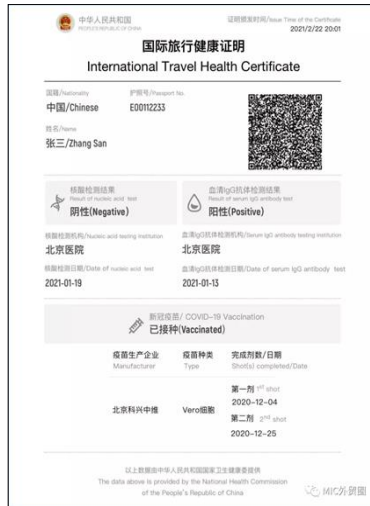 中华人民共和国
PEOPLE'S REPUBLIC OF CHINA
证明颁发时间/Issue Time of the Certificate
2021/2/22 20:01
国际旅行健康证明
International Travel Health Certificate
国籍/Nationality
护照号/Passport No.
中国/Chinese
E00112233
姓名/Name
张三/Zhang San
核酸检测结果
Result of nucleic acid test
阴性(Negative)
血清IgG抗体检测结果
Result of serum IgG antibody test
阳性(Positive)
核酸检测机构/Nucleic acid testing institution
北京医院
血清IgG抗体检测机构/Serum IgG antibody testing institution
北京医院
核酸检测日期/Date of nucleic acid test
2021-01-19
血清IgG抗体检测日期/Date of serum IgG antibody test
2021-01-13
新冠疫苗/ COVID-19 Vaccination
已接种(Vaccinated)
疫苗生产企业
Manufacturer
疫苗种类
Type
完成剂数/日期
Shot(s) completed/Date
北京科兴中维
Vero细胞
第一剂 1st shot
2020-12-04
第二剂 2nd shot
2020-12-25
以上数据由中华人民共和国国家卫生健康委提供
The data above is provided by the National Health Commission
of the People's Republic of China
MIC外贸圈